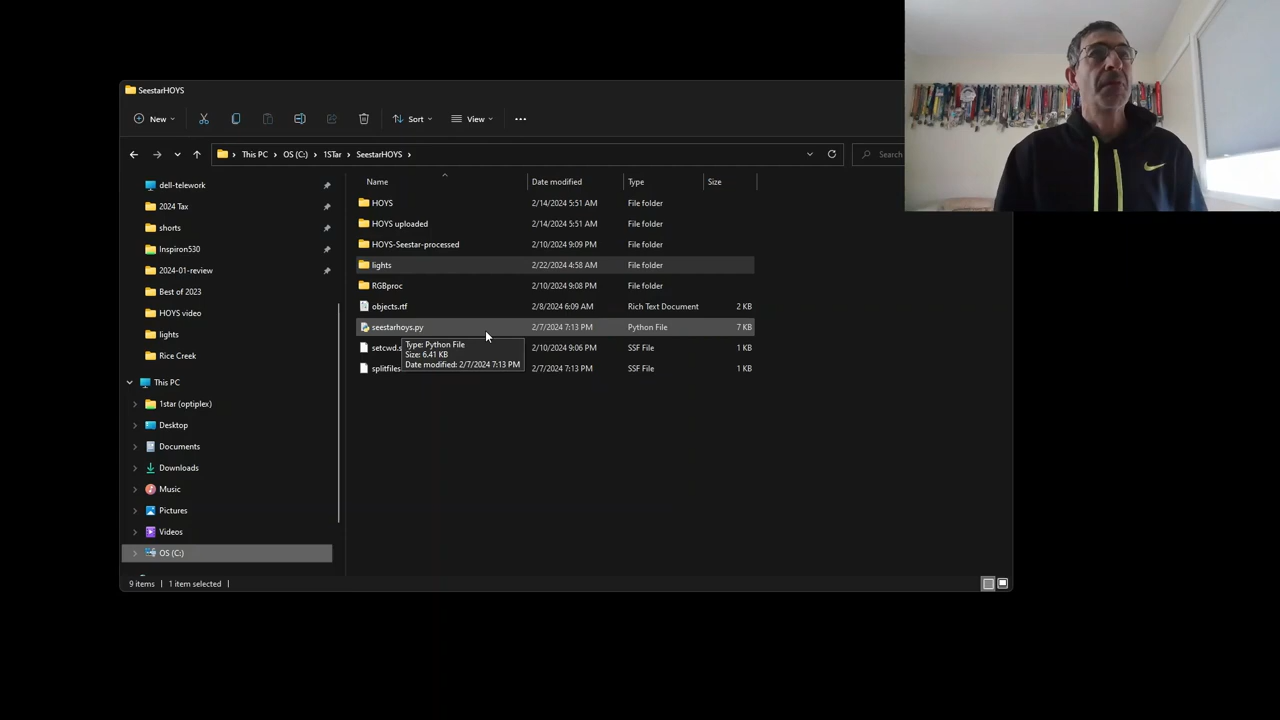 SeestarHOYS
New
Sort
View
This PC
OS (C:)
1STar
SeestarHOYS
Search
dell-telework
2024 Tax
shorts
Inspiron530
2024-01-review
Best of 2023
HOYS video
lights
Rice Creek
This PC
1star (optiplex)
Desktop
Documents
Downloads
Music
Pictures
Videos
OS (C:)
Name Date modified Type Size
HOYS 2/14/2024 5:51 AM File folder
HOYS uploaded 2/14/2024 5:51 AM File folder
HOYS-Seestar-processed 2/10/2024 9:09 PM File folder
lights 2/22/2024 4:58 AM File folder
RGBproc 2/10/2024 9:08 PM File folder
objects.rtf 2/8/2024 6:09 AM Rich Text Document 2 KB
seestarhoys.py 2/7/2024 7:13 PM Python File 7 KB
setcwd.s 2/10/2024 9:06 PM SSF File 1 KB
splitfiles 2/7/2024 7:13 PM SSF File 1 KB
Type: Python File
Size: 6.41 KB
Date modified: 2/7/2024 7:13 PM
9 items 1 item selected